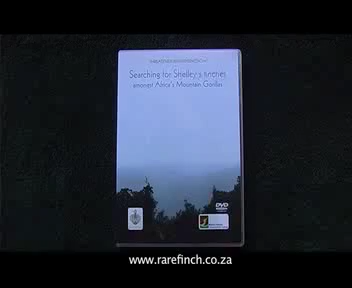 Searching for Shelley's finches
amongst Africa's Mountain Gorillas
DVD
www.rarefinch.co.za